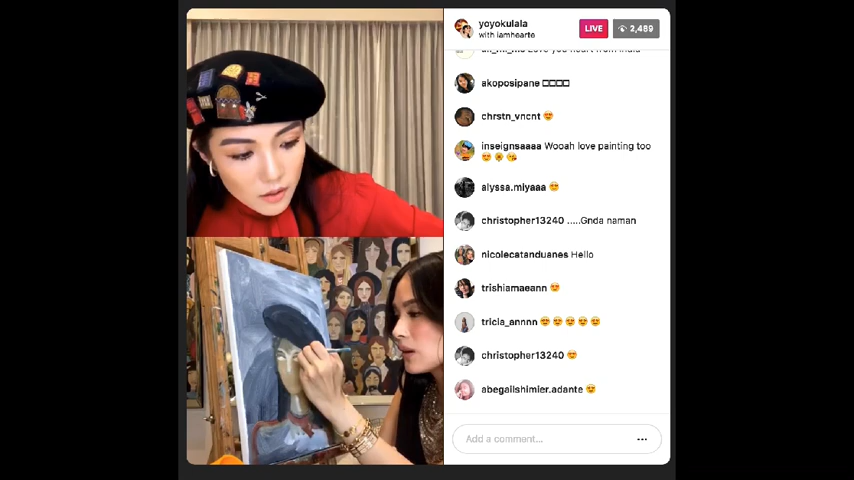 yoyokulala
with iamhearte
LIVE 2,489
akoposipane
chrstn_vncnt 😍
inseignsaaaa Wooah love painting too
😍🌻😘
alyssa.miyaaa 😍
christopher13240 .....Gnda naman
nicolecatanduanes Hello
trishiamaeann 😍
tricia_annnn 😍😍😍😍😍
christopher13240 😍
abegailshimler.adante 😍
Add a comment... ...